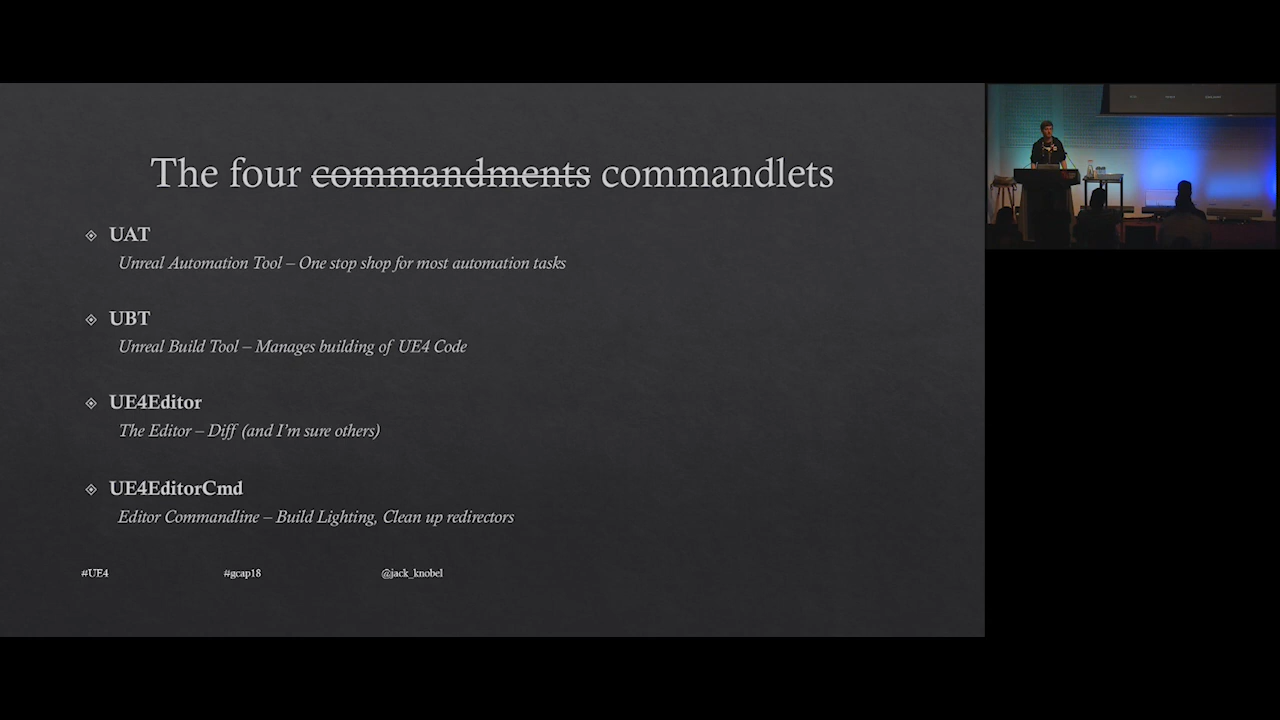 The four commandments commandlets
UAT
Unreal Automation Tool – One stop shop for most automation tasks
UBT
Unreal Build Tool – Manages building of UE4 Code
UE4Editor
The Editor – Diff (and I'm sure others)
UE4EditorCmd
Editor Commandline – Build Lighting, Clean up redirectors
#UE4 #gcap18 @jack_knobel